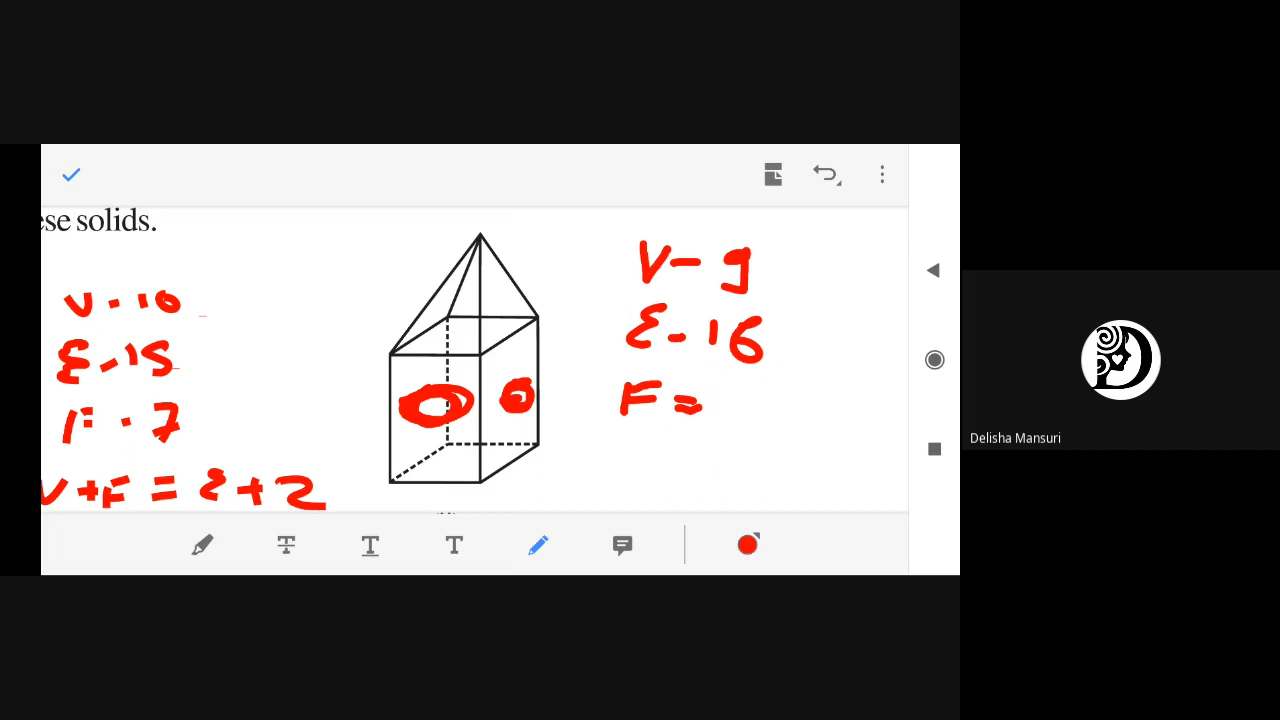 ese solids.
V - 10
E - 15
F - 7
V + F = E + 2
V - 9
E - 16
F =
T
T
T
Delisha Mansuri